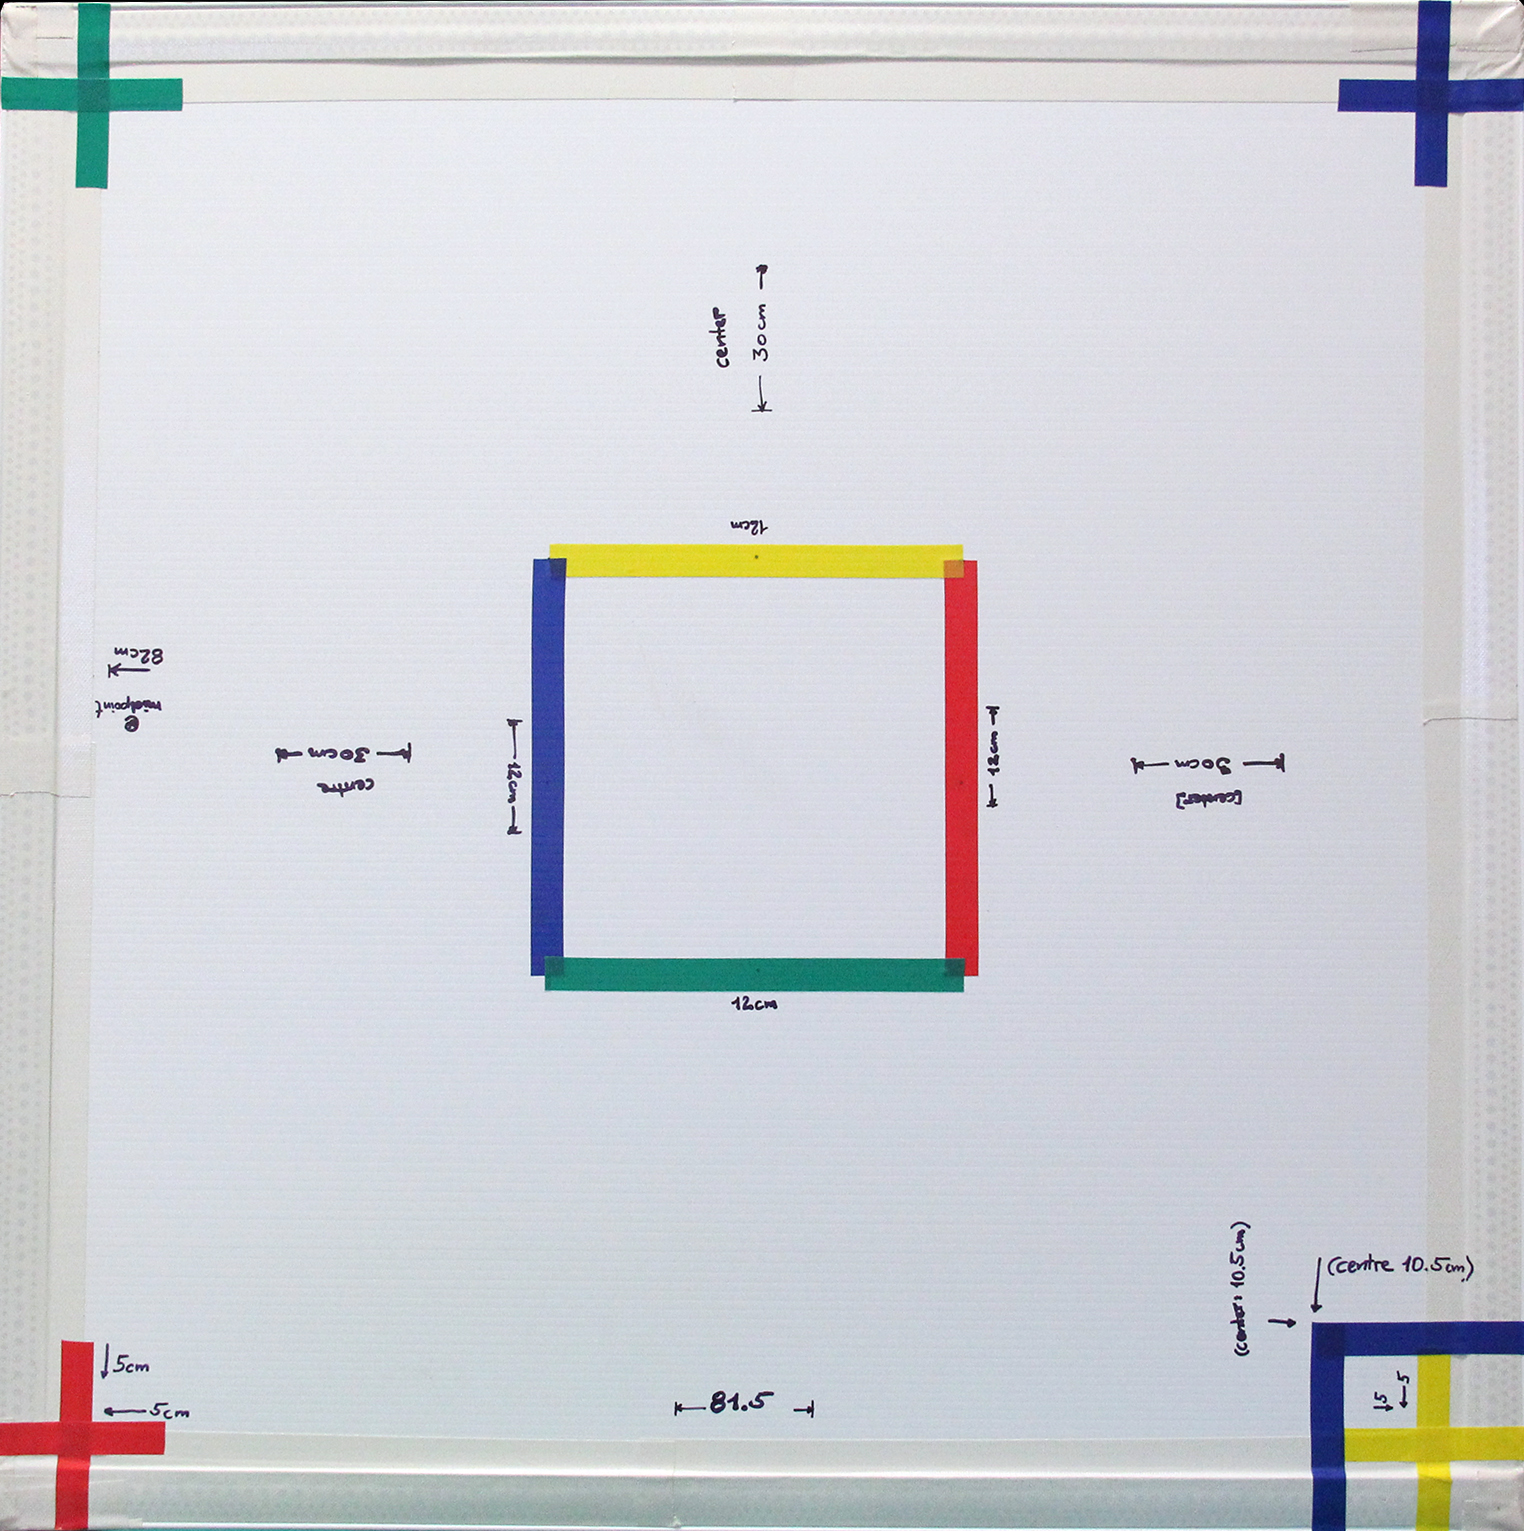 center
30cm
12cm
82cm
midpoint
@
30cm
centre
12cm
12cm
30cm
[center]
12cm
(center: 10.5cm)
(centre 10.5cm)
5cm
5cm
81.5
5
5